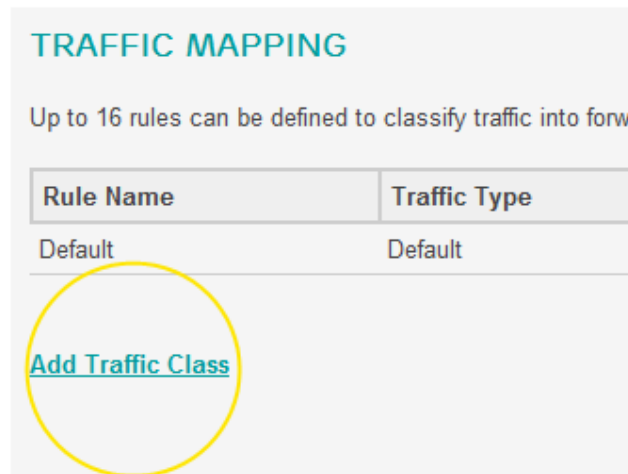 TRAFFIC MAPPING
Up to 16 rules can be defined to classify traffic into
Rule Name Traffic Type
Default Default
Add Traffic Class